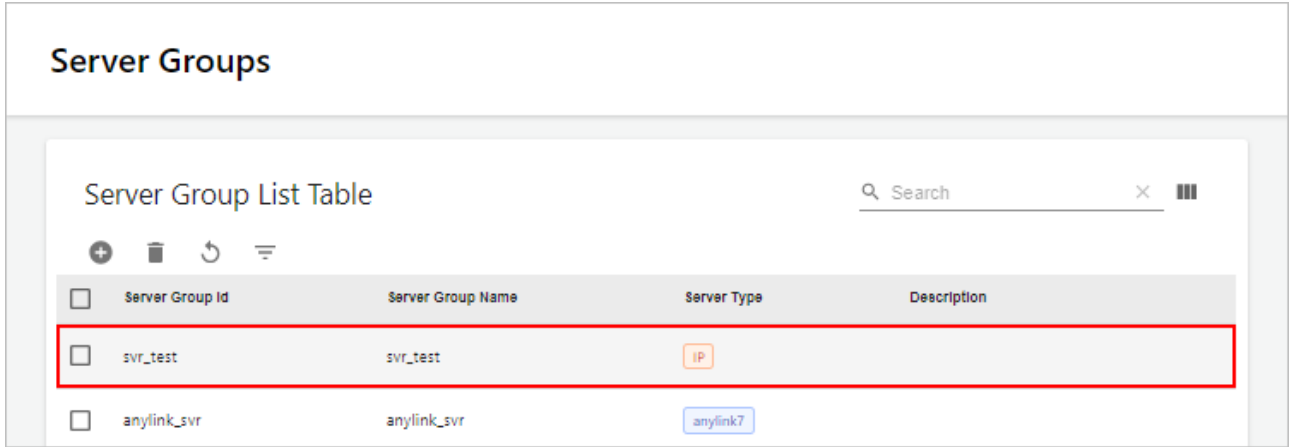 Server Groups
Server Group List Table
Search
Server Group Id Server Group Name Server Type Description
svr_test svr_test IP
anylink_svr anylink_svr anylink7